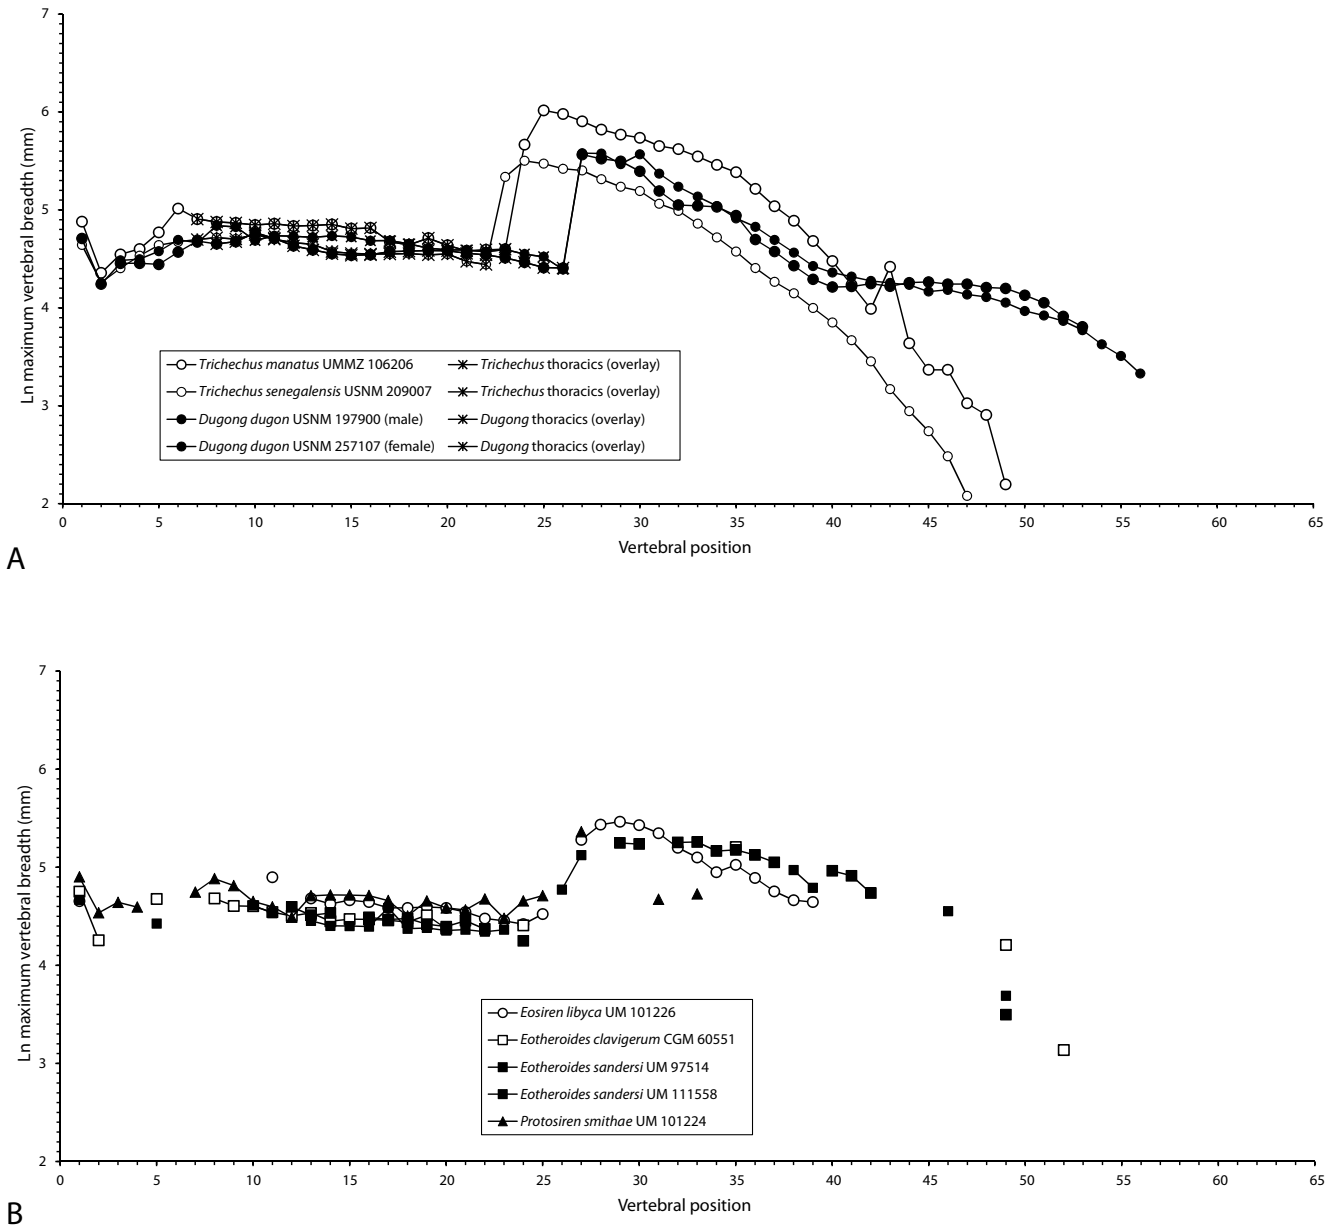 7
6
5
4
3
2
Ln maximum vertebral breadth (mm)
Trichechus manatus UMMZ 106206
Trichechus thoracics (overlay)
Trichechus senegalensis USNM 209007
Trichechus thoracics (overlay)
Dugong dugon USNM 197900 (male)
Dugong thoracics (overlay)
Dugong dugon USNM 257107 (female)
Dugong thoracics (overlay)
0 5 10 15 20 25 30 35 40 45 50 55 60 65
Vertebral position
A
7
6
5
4
3
2
Ln maximum vertebral breadth (mm)
Eosiren libyca UM 101226
Eotheroides clavigerum CGM 60551
Eotheroides sandersi UM 97514
Eotheroides sandersi UM 111558
Protosiren smithae UM 101224
0 5 10 15 20 25 30 35 40 45 50 55 60 65
Vertebral position
B